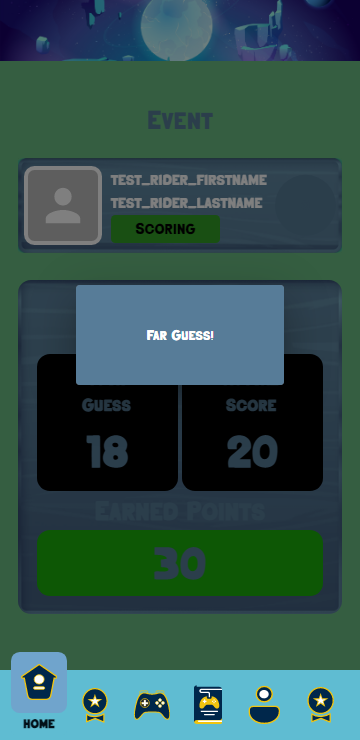 Event
TEST_RIDER_FIRSTNAME
TEST_RIDER_LASTNAME
Scoring
Far Guess!
Guess
Score
18
20
Earned Points
30
HOME